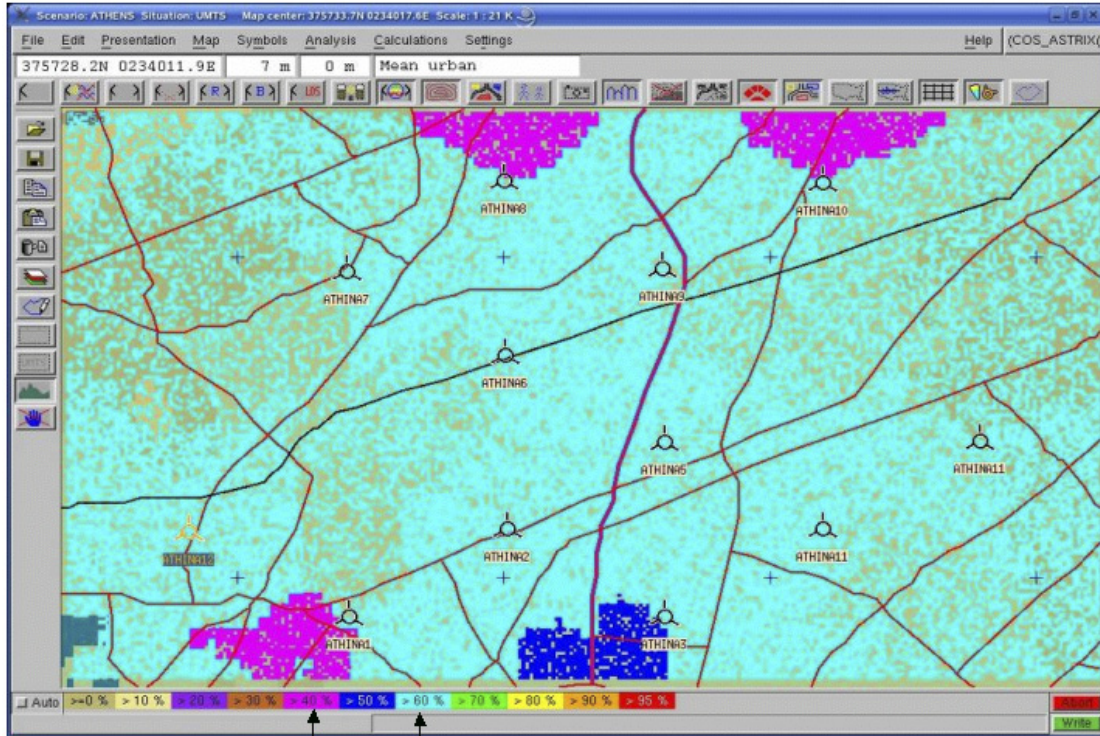 Scenario: ATHENS Situation: UMTS Map center: 375733.7N 0234017.6E Scale: 1 : 21 K
File Edit Presentation Map Symbols Analysis Calculations Settings Help (COS_ASTRIX(
375728.2N 0234011.9E 7 m 0 m Mean urban
(R) (B) LOS
ATHINA8
ATHINA10
ATHINA7
ATHINA9
ATHINA6
ATHINA5
ATHINA11
ATHINA2
ATHINA11
ATHINA12
ATHINA1
ATHINA3
Auto >=0 % > 10 % > 20 % > 30 % > 40 % > 50 % > 60 % > 70 % > 80 % > 90 % > 95 % Abort
Write